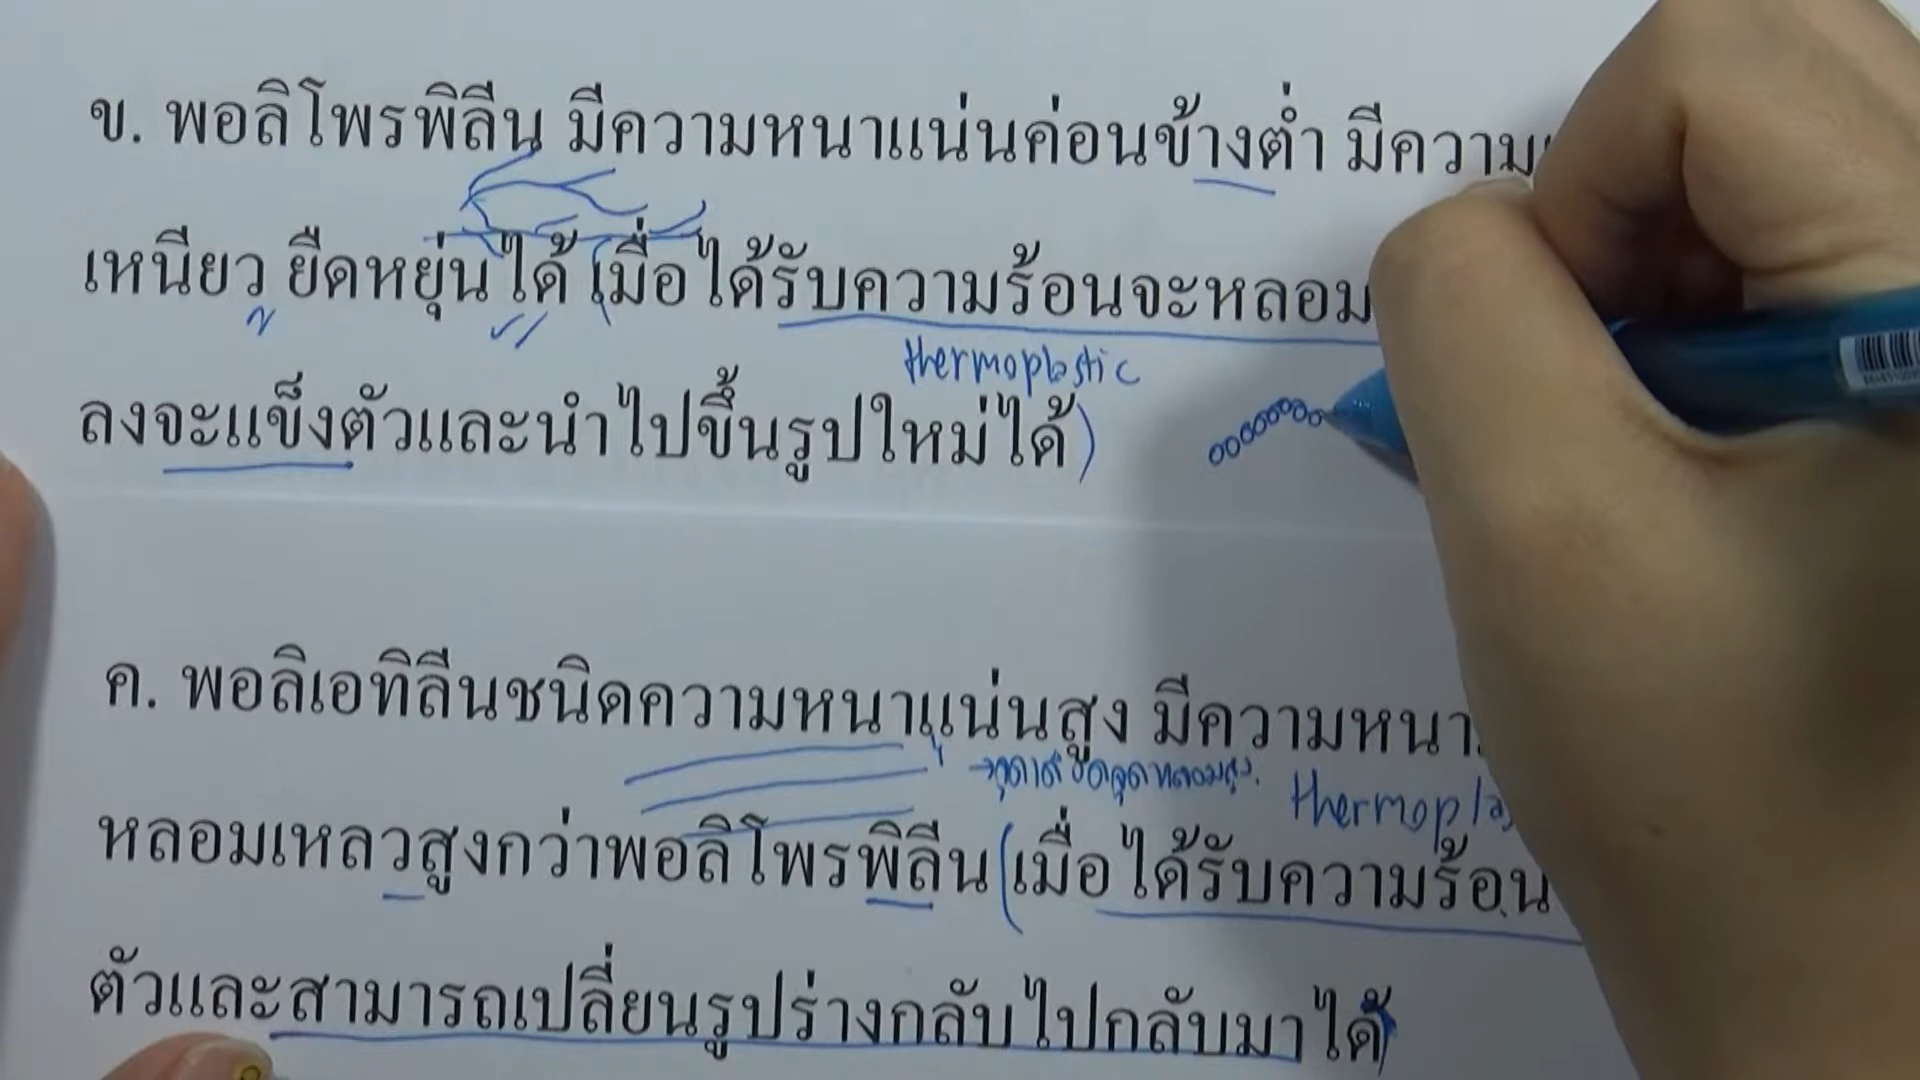 ข. พอลิโพรพิลีน มีความหนาแน่นค่อนข้างต่ำ มีความ
เหนียว ยืดหยุ่นได้ เมื่อได้รับความร้อนจะหลอม
thermoplastic
ลงจะแข็งตัวและนำไปขึ้นรูปใหม่ได้)
ค. พอลิเอทิลีนชนิดความหนาแน่นสูง มีความหนา
thermoplas
หลอมเหลวสูงกว่าพอลิโพรพิลีน (เมื่อได้รับความร้อน
ตัวและสามารถเปลี่ยนรูปร่างกลับไปกลับมาได้)